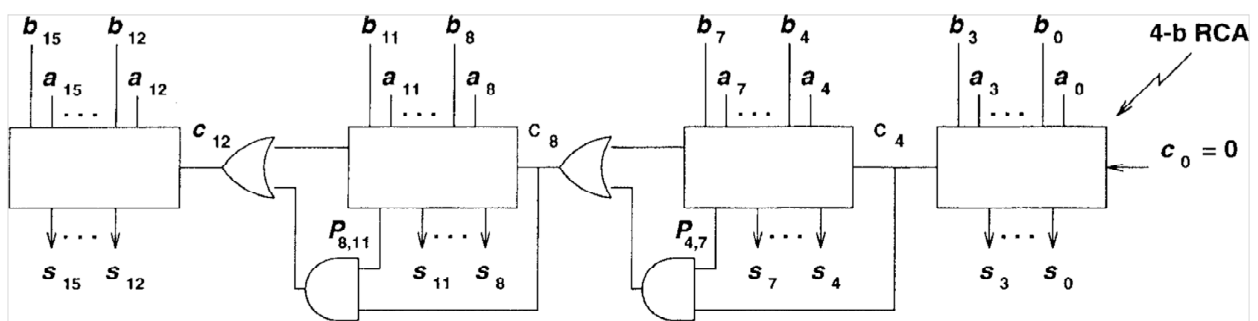 b15 b12 b11 b8 b7 b4 b3 b0 4-b RCA
a15 a12 a11 a8 a7 a4 a3 a0
... ... ... ...
c12 C8 C4 c0 = 0
P8,11 P4,7
... ... ... ...
s15 s12 s11 s8 s7 s4 s3 s0